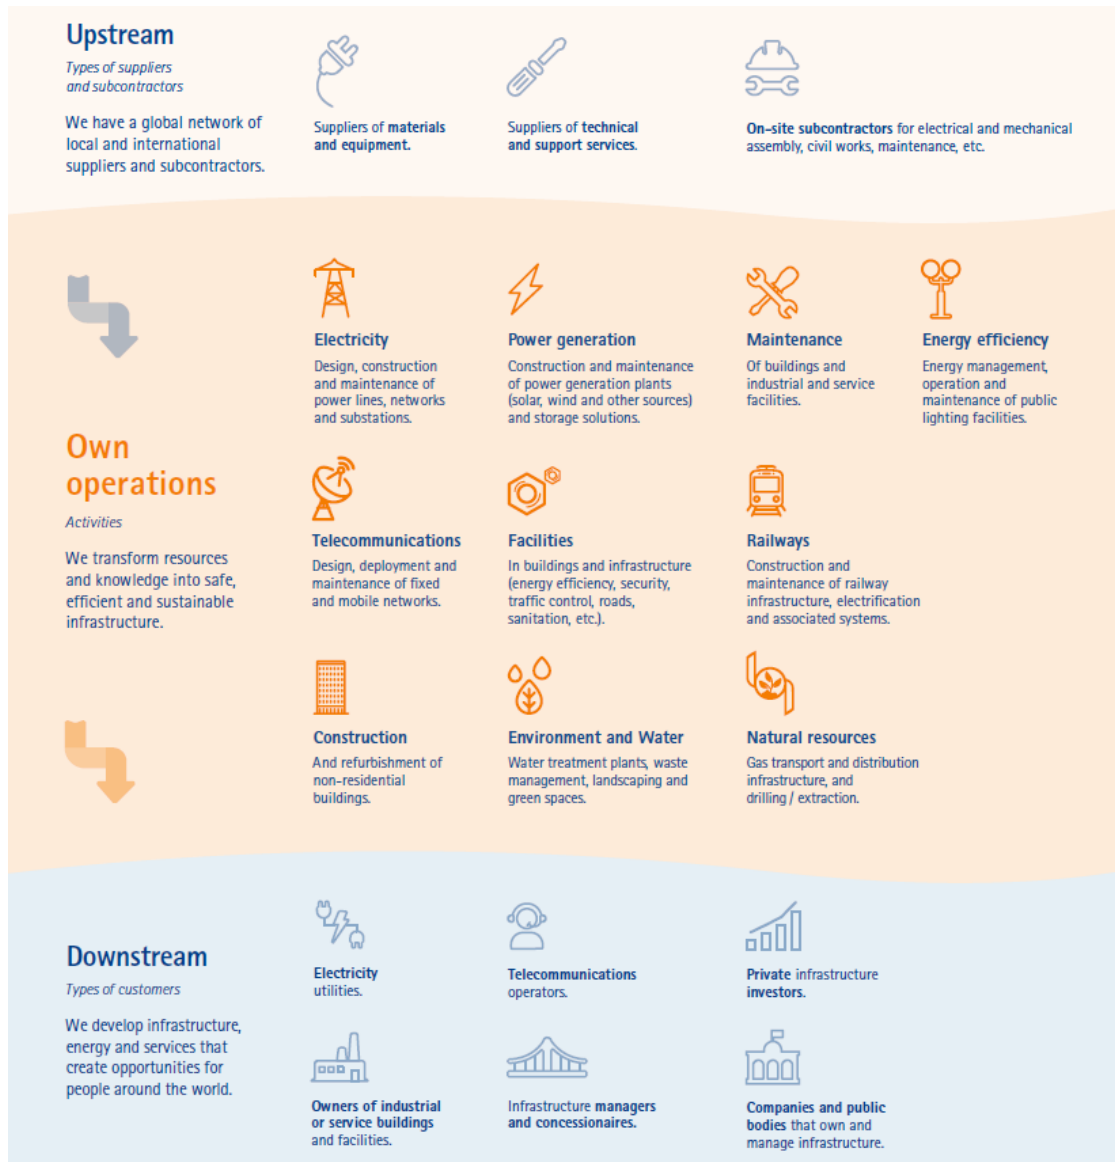 Upstream
Types of suppliers
and subcontractors
We have a global network of
local and international
suppliers and subcontractors.
Suppliers of materials
and equipment.
Suppliers of technical
and support services.
On-site subcontractors for electrical and mechanical
assembly, civil works, maintenance, etc.
Own
operations
Activities
We transform resources
and knowledge into safe,
efficient and sustainable
infrastructure.
Electricity
Design, construction
and maintenance of
power lines, networks
and substations.
Power generation
Construction and maintenance
of power generation plants
(solar, wind and other sources)
and storage solutions.
Maintenance
Of buildings and
industrial and service
facilities.
Energy efficiency
Energy management,
operation and
maintenance of public
lighting facilities.
Telecommunications
Design, deployment and
maintenance of fixed
and mobile networks.
Facilities
In buildings and infrastructure
(energy efficiency, security,
traffic control, roads,
sanitation, etc.).
Railways
Construction and
maintenance of railway
infrastructure, electrification
and associated systems.
Construction
And refurbishment of
non-residential
buildings.
Environment and Water
Water treatment plants, waste
management, landscaping and
green spaces.
Natural resources
Gas transport and distribution
infrastructure, and
drilling / extraction.
Downstream
Types of customers
We develop infrastructure,
energy and services that
create opportunities for
people around the world.
Electricity
utilities.
Telecommunications
operators.
Private infrastructure
investors.
Owners of industrial
or service buildings
and facilities.
Infrastructure managers
and concessionaires.
Companies and public
bodies that own and
manage infrastructure.